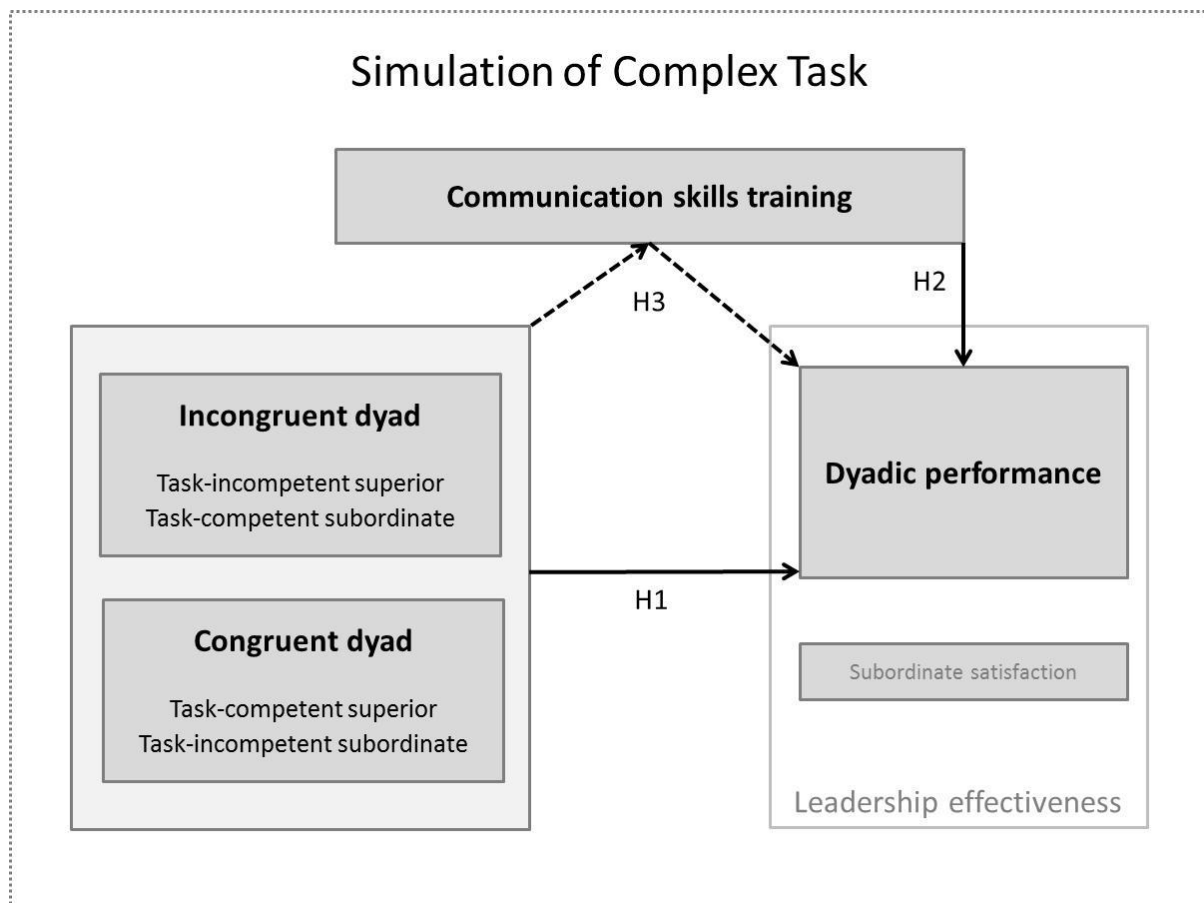 Simulation of Complex Task
Communication skills training
H2
H3
Incongruent dyad
Task-incompetent superior
Task-competent subordinate
Dyadic performance
H1
Congruent dyad
Task-competent superior
Task-incompetent subordinate
Subordinate satisfaction
Leadership effectiveness